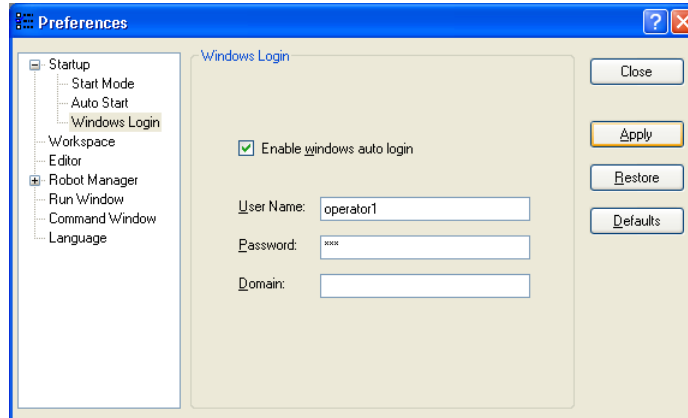 Preferences
Startup
Start Mode
Auto Start
Windows Login
Workspace
Editor
Robot Manager
Run Window
Command Window
Language
Windows Login
Enable windows auto login
User Name: operator1
Password: ***
Domain:
Close
Apply
Restore
Defaults